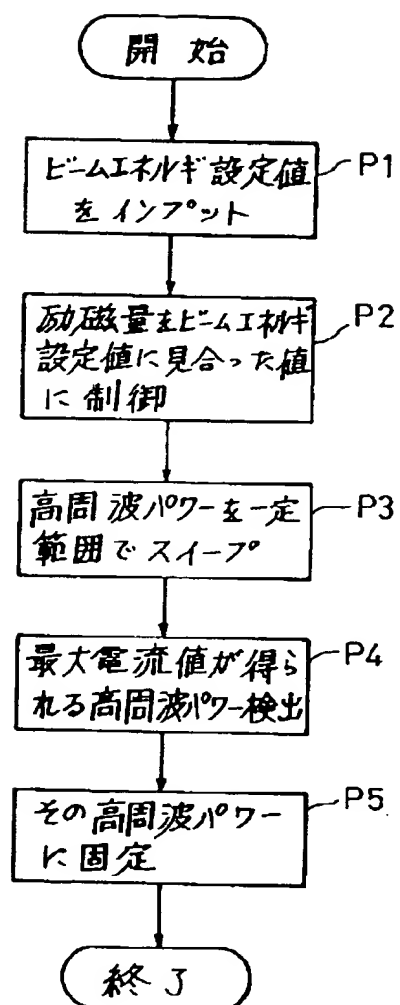 開始
ビームエネルギ設定値
をインプット
P1
励磁量をビームエネルギ
設定値に見合った値
に制御
P2
高周波パワーを一定
範囲でスイープ
P3
最大電流値が得ら
れる高周波パワー検出
P4
その高周波パワー
に固定
P5
終了